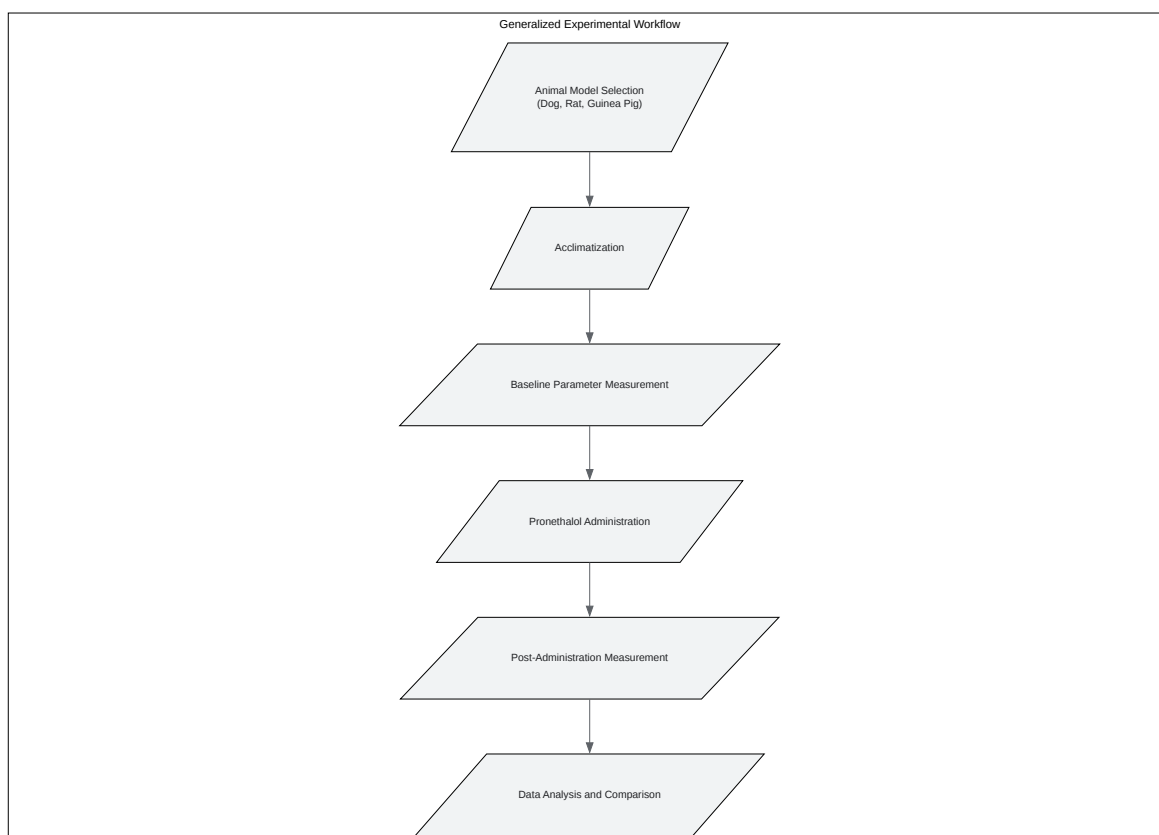 Generalized Experimental Workflow
Animal Model Selection
(Dog, Rat, Guinea Pig)
Acclimatization
Baseline Parameter Measurement
Pronethalol Administration
Post-Administration Measurement
Data Analysis and Comparison